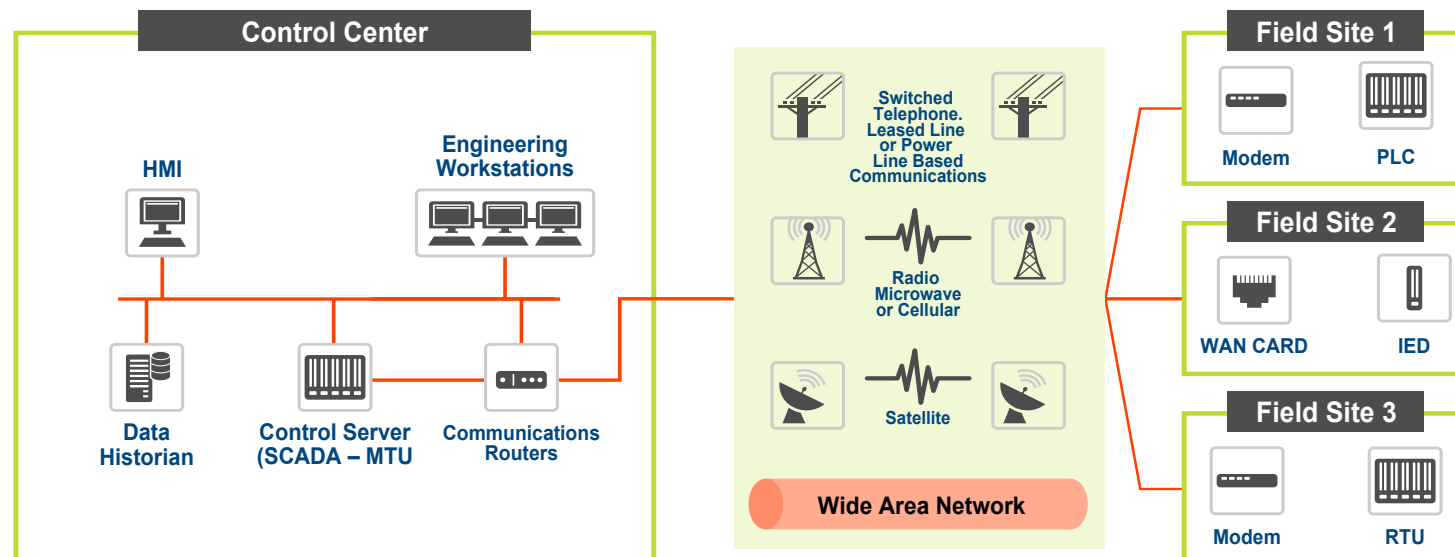 Control Center
HMI
Engineering
Workstations
Data
Historian
Control Server
(SCADA – MTU
Communications
Routers
Switched
Telephone.
Leased Line
or Power
Line Based
Communications
Radio
Microwave
or Cellular
Satellite
Wide Area Network
Field Site 1
Modem
PLC
Field Site 2
WAN CARD
IED
Field Site 3
Modem
RTU